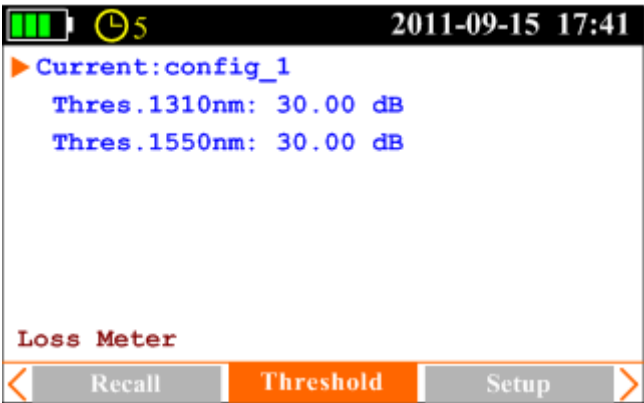 5 2011-09-15 17:41
Current:config_1
Thres.1310nm: 30.00 dB
Thres.1550nm: 30.00 dB
Loss Meter
Recall Threshold Setup